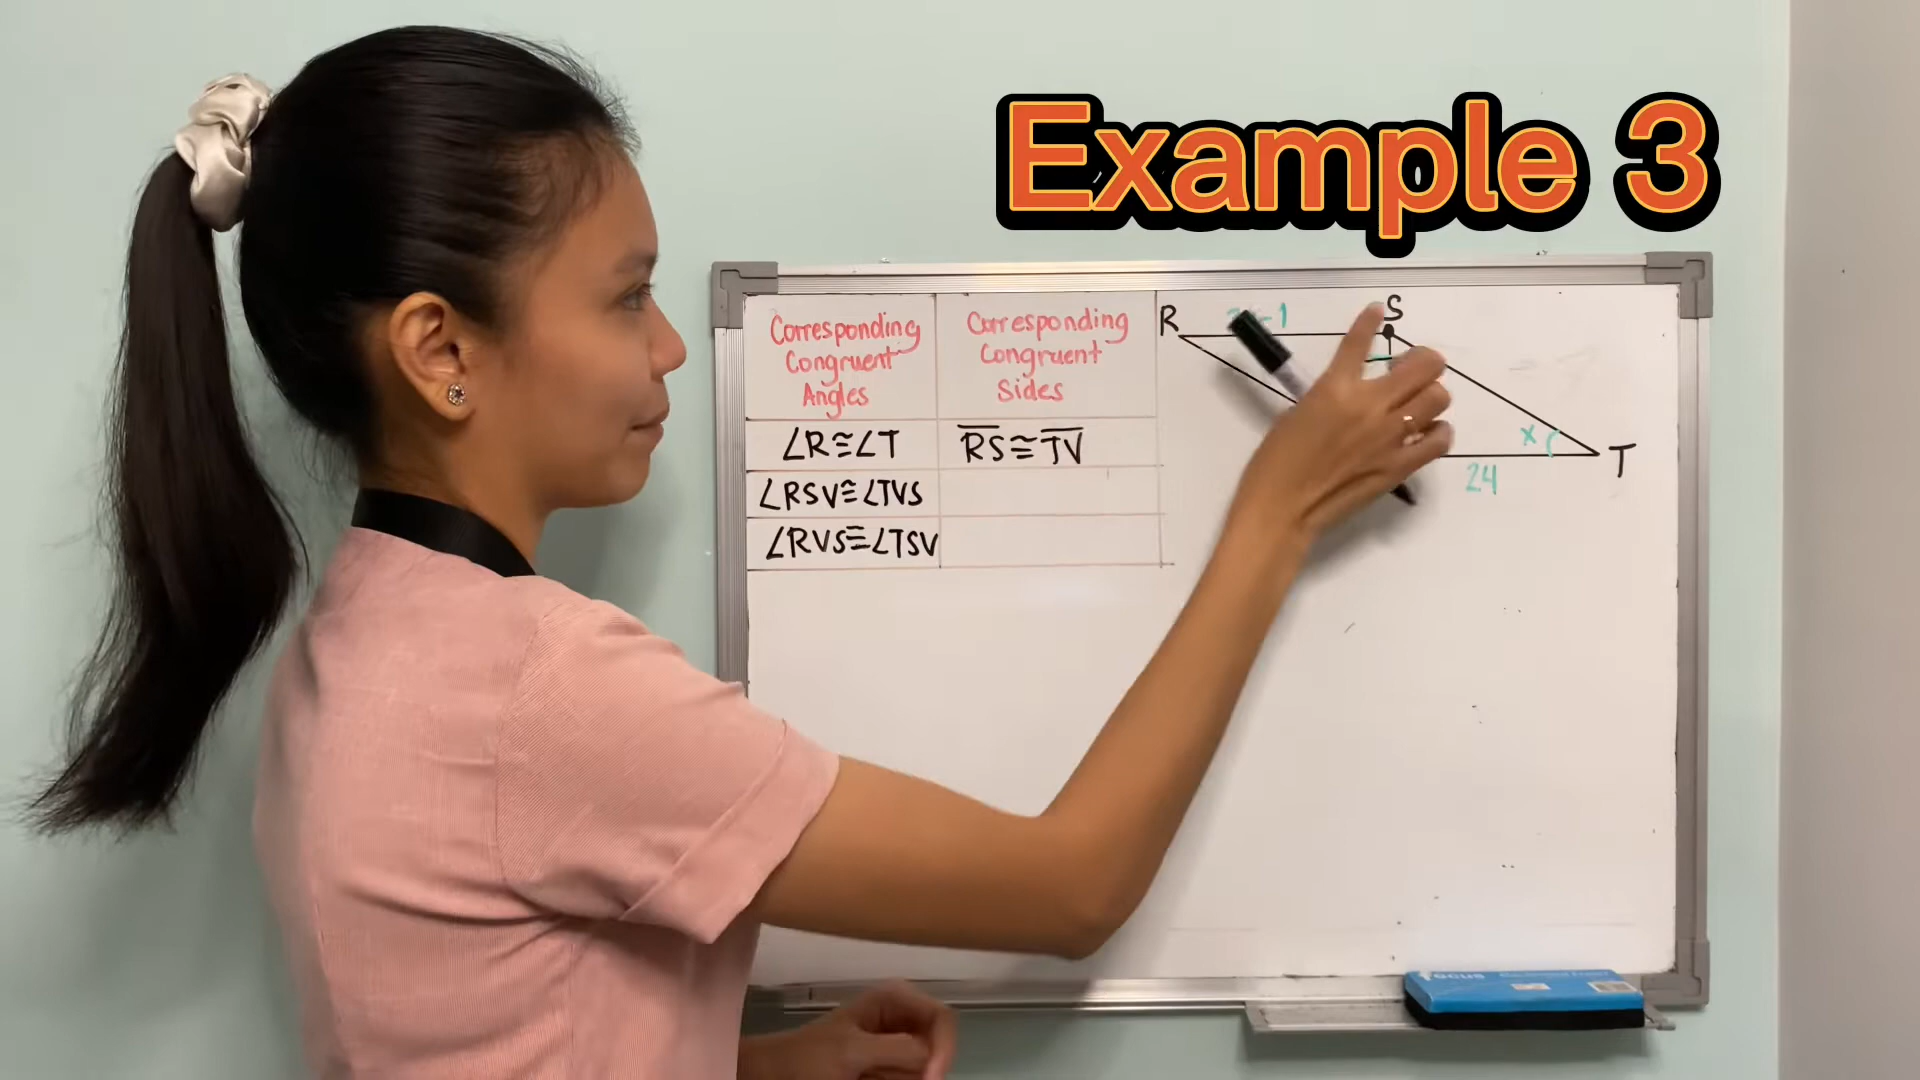 Example 3
Corresponding
Congruent
Angles
Corresponding
Congruent
Sides
∠R≅∠T
RS≅TV
∠RSV≅∠TVS
∠RVS≅∠TSV
R
S
x
T
24